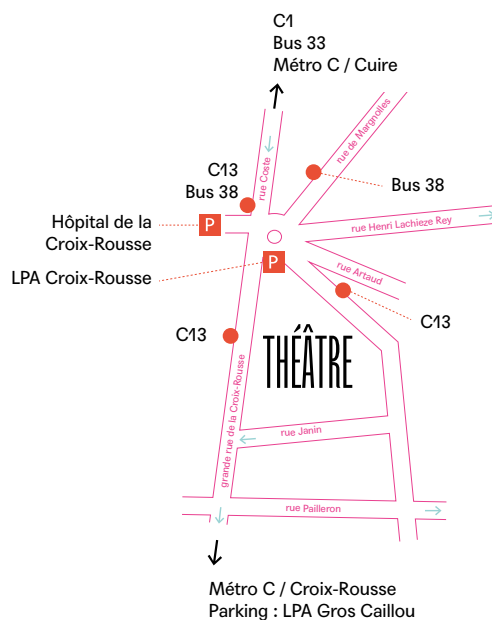 C1
Bus 33
Métro C / Cuire
rue de Margnolles
rue Coste
C13
Bus 38
Bus 38
P
Hôpital de la
Croix-Rousse
rue Henri Lachieze Rey
P
LPA Croix-Rousse
rue Artaud
C13
C13
THÉÂTRE
grande rue de la Croix-Rousse
rue Janin
rue Pailleron
Métro C / Croix-Rousse
Parking : LPA Gros Caillou